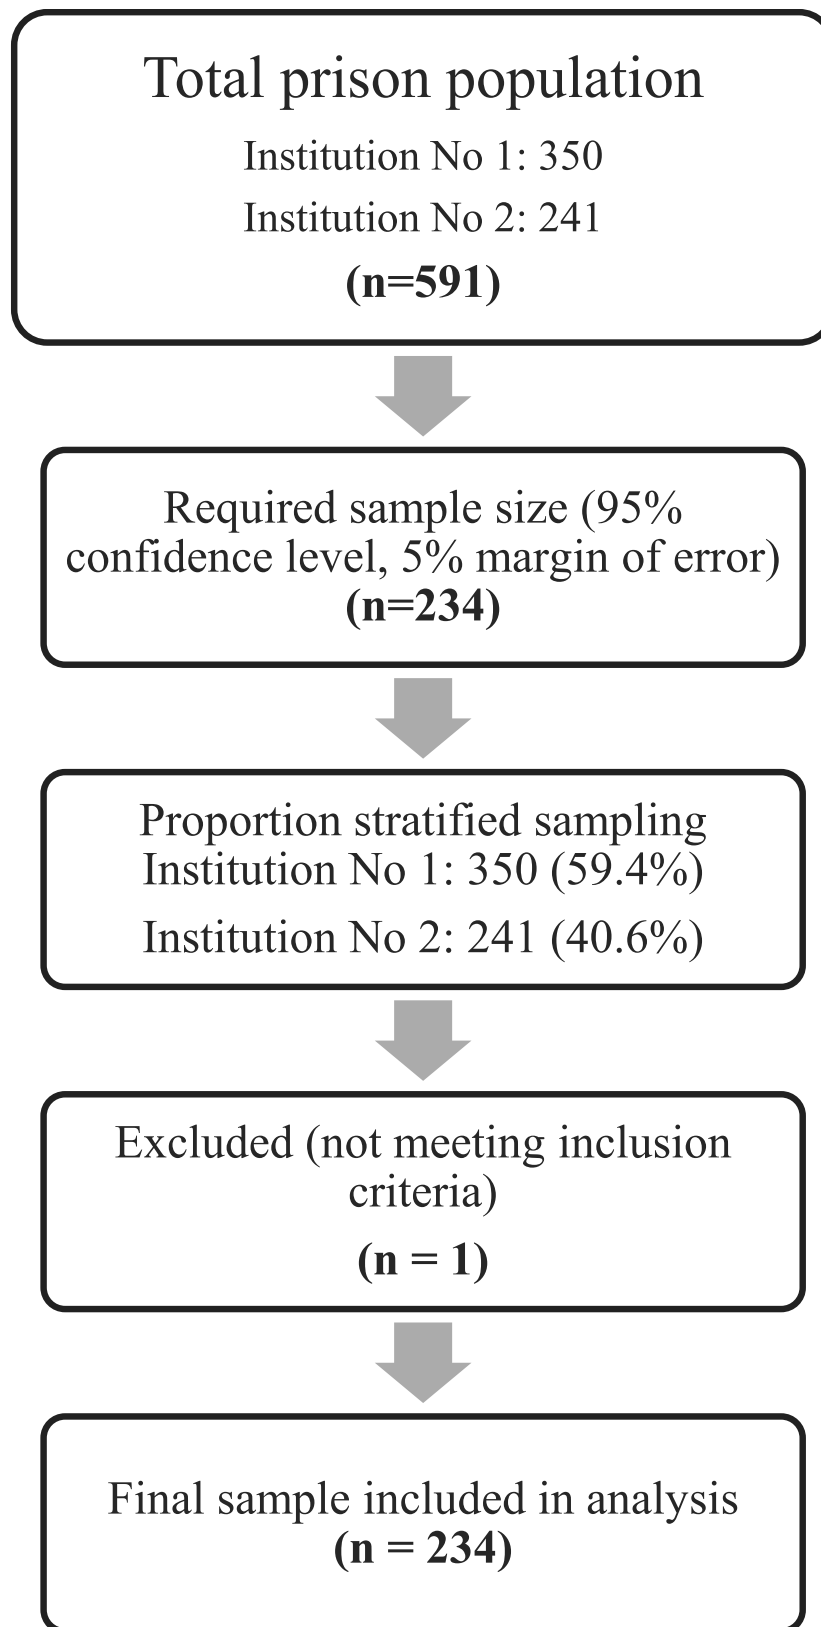 Total prison population
Institution No 1: 350
Institution No 2: 241
(n=591)
Required sample size (95%
confidence level, 5% margin of error)
(n=234)
Proportion stratified sampling
Institution No 1: 350 (59.4%)
Institution No 2: 241 (40.6%)
Excluded (not meeting inclusion
criteria)
(n = 1)
Final sample included in analysis
(n = 234)